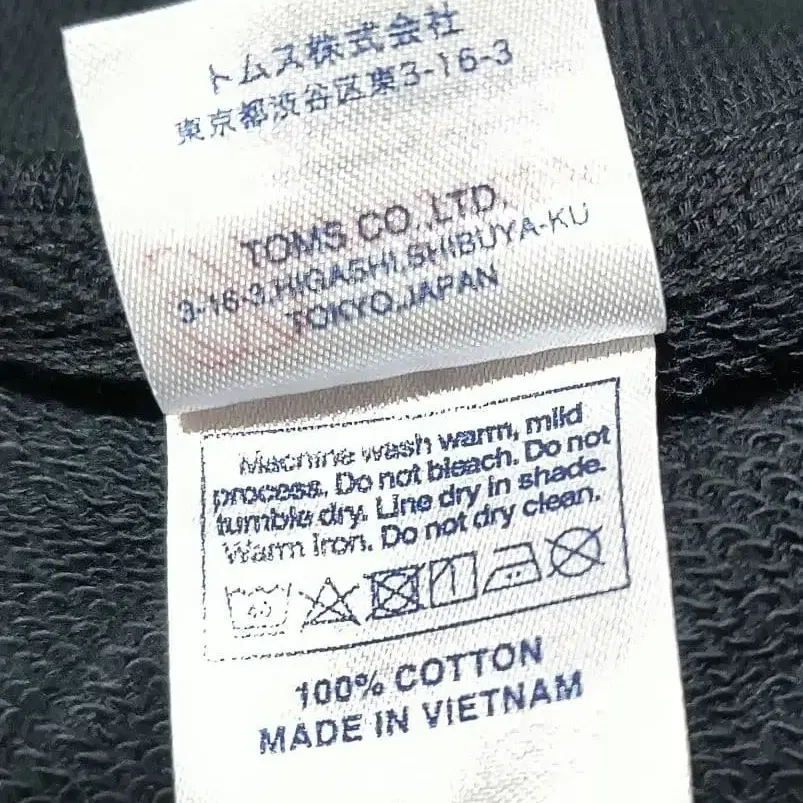 トムス株式会社
東京都渋谷区東3-16-3
TOMS CO.,LTD.
3-16-3,HIGASHI,SHIBUYA-KU
TOKYO,JAPAN
Machine wash warm, mild
process. Do not bleach. Do not
tumble dry. Line dry in shade.
Warm Iron. Do not dry clean.
100% COTTON
MADE IN VIETNAM